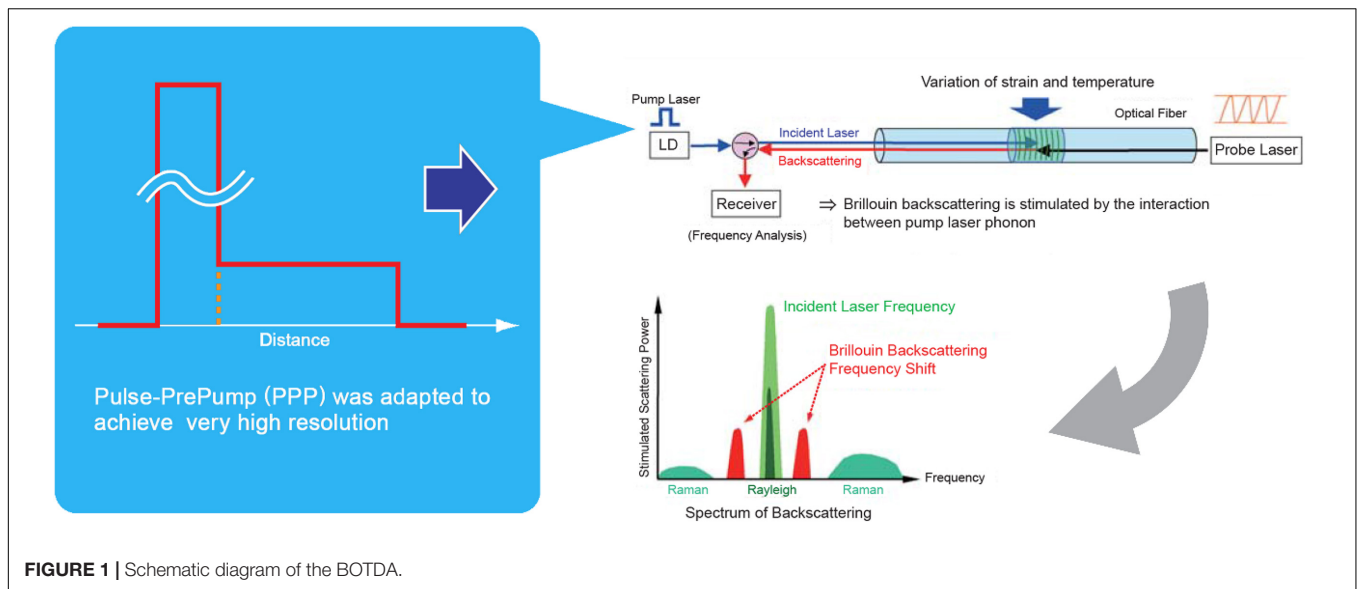 Distance
Pulse-PrePump (PPP) was adapted to
achieve very high resolution
Variation of strain and temperature
Pump Laser
LD
Incident Laser
Backscattering
Optical Fiber
Probe Laser
Receiver
(Frequency Analysis)
⇒ Brillouin backscattering is stimulated by the interaction
between pump laser phonon
Stimulated Scattering Power
Incident Laser Frequency
Brillouin Backscattering
Frequency Shift
Frequency
Raman
Rayleigh
Raman
Spectrum of Backscattering
FIGURE 1 | Schematic diagram of the BOTDA.